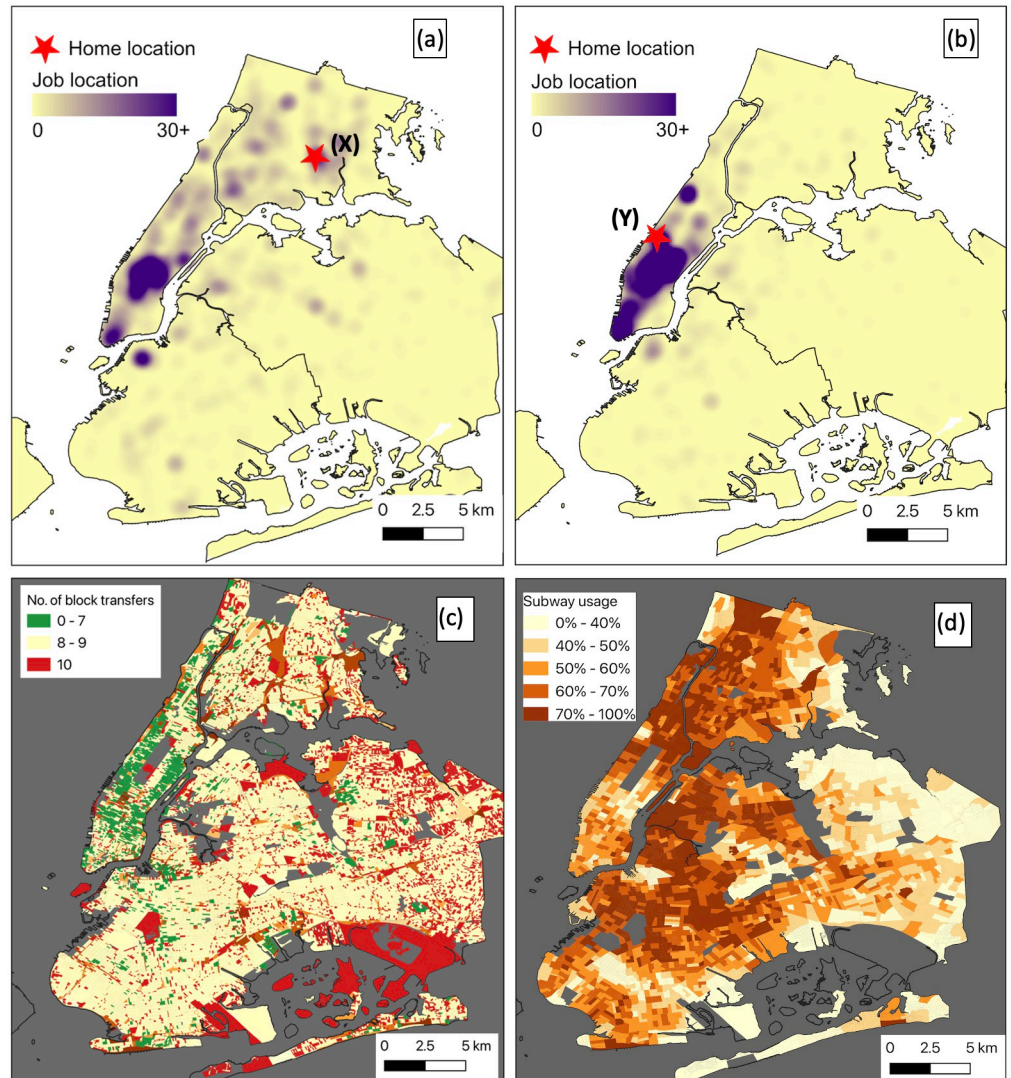 (a)
Home location
Job location
0 30+
(X)
0 2.5 5 km
(b)
Home location
Job location
0 30+
(Y)
0 2.5 5 km
(c)
No. of block transfers
0 - 7
8 - 9
10
0 2.5 5 km
(d)
Subway usage
0% - 40%
40% - 50%
50% - 60%
60% - 70%
70% - 100%
0 2.5 5 km